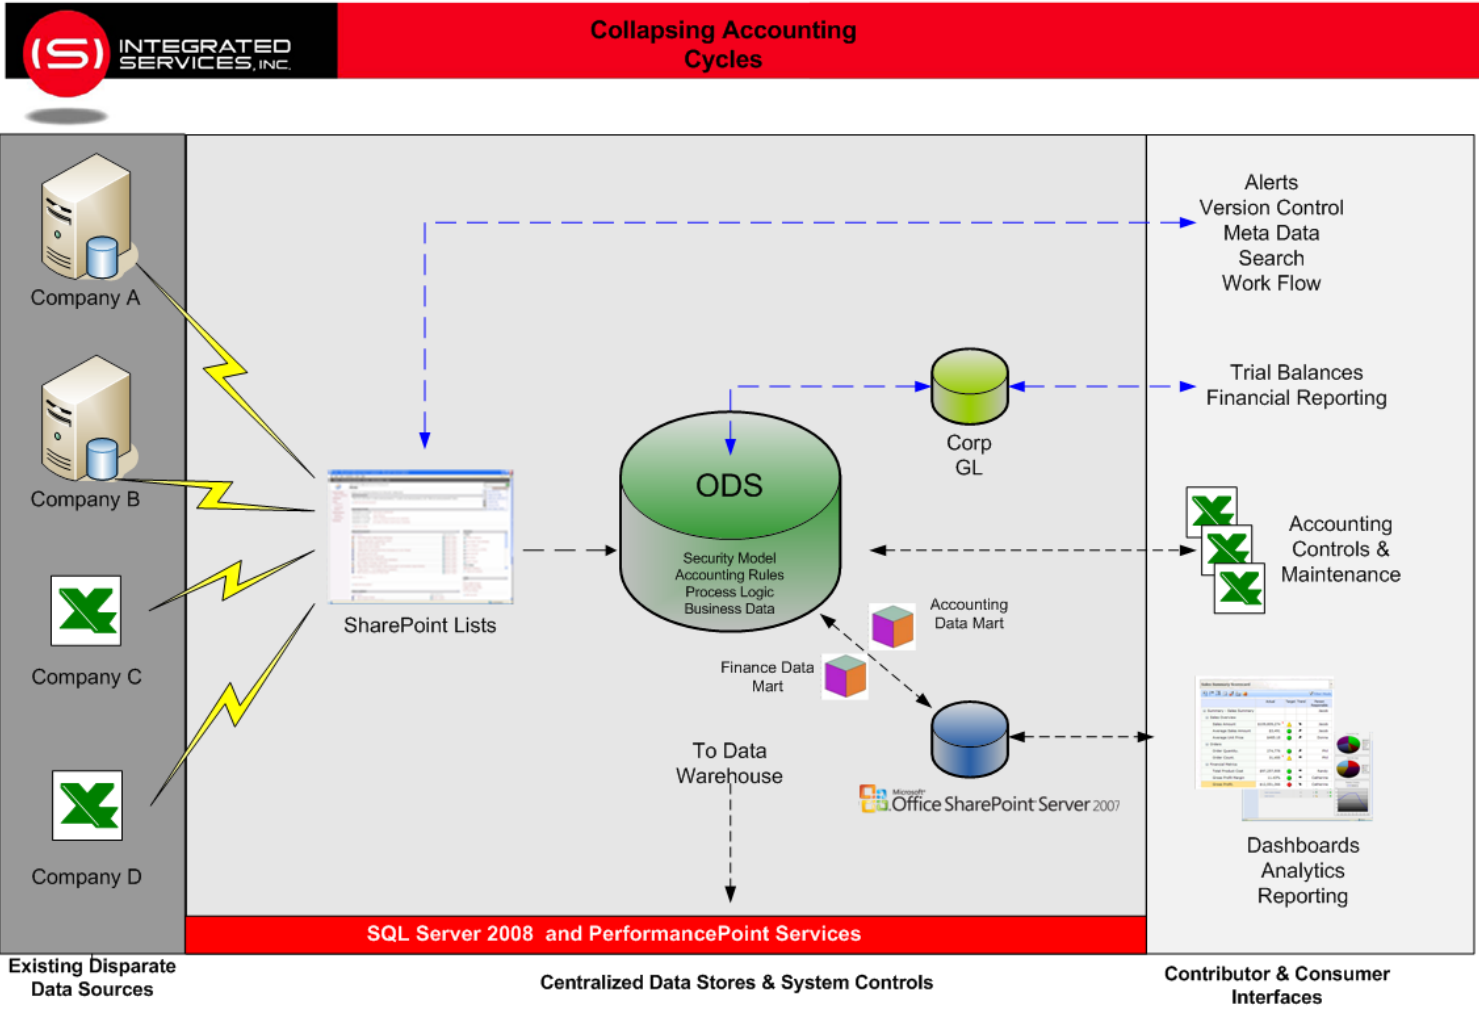 (S) INTEGRATED
SERVICES, INC.
Collapsing Accounting
Cycles
Company A
Company B
Company C
Company D
SharePoint Lists
ODS
Security Model
Accounting Rules
Process Logic
Business Data
Corp
GL
Accounting
Data Mart
Finance Data
Mart
To Data
Warehouse
Microsoft
Office SharePoint Server 2007
Alerts
Version Control
Meta Data
Search
Work Flow
Trial Balances
Financial Reporting
Accounting
Controls &
Maintenance
Dashboards
Analytics
Reporting
SQL Server 2008 and PerformancePoint Services
Existing Disparate
Data Sources
Centralized Data Stores & System Controls
Contributor & Consumer
Interfaces